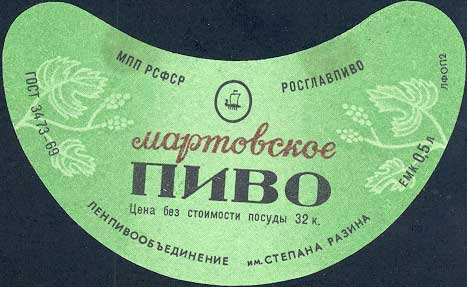 МПП РСФСР
РОСГЛАВПИВО
ГОСТ 3473-69
ЛФОП2
мартовское
ПИВО
ЕМК. 0,5 л
Цена без стоимости посуды 32 к.
ЛЕНПИВООБЪЕДИНЕНИЕ им. СТЕПАНА РАЗИНА